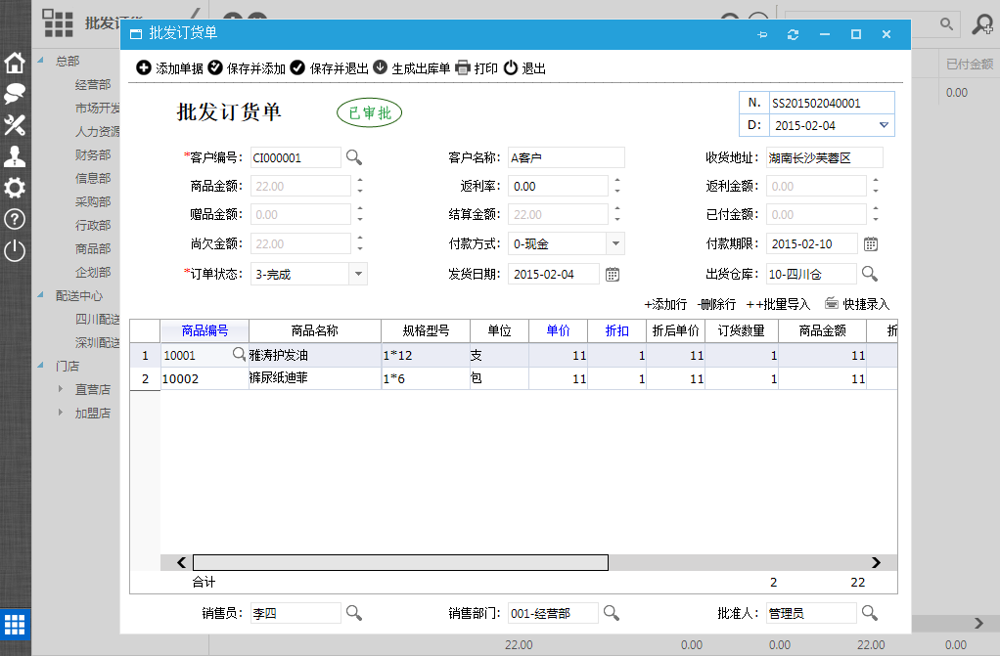 批发订货单
添加单据 保存并添加 保存并退出 生成出库单 打印 退出
批发订货单
已审批
N. SS201502040001
D: 2015-02-04
*客户编号: CI000001 客户名称: A客户 收货地址: 湖南长沙芙蓉区
商品金额: 22.00 返利率: 0.00 返利金额: 0.00
赠品金额: 0.00 结算金额: 22.00 已付金额: 0.00
尚欠金额: 22.00 付款方式: 0-现金 付款期限: 2015-02-10
*订单状态: 3-完成 发货日期: 2015-02-04 出货仓库: 10-四川仓
+添加行 -删除行 ++批量导入 快捷录入
商品编号 商品名称 规格型号 单位 单价 折扣 折后单价 订货数量 商品金额 折
1 10001 雅涛护发油 1*12 支 11 1 11 1 11
2 10002 裤尿纸迪菲 1*6 包 11 1 11 1 11
合计 2 22
销售员: 李四 销售部门: 001-经营部 批准人: 管理员
批发订
总部
经营部
市场开发
人力资源
财务部
信息部
采购部
行政部
商品部
企划部
配送中心
四川配送
深圳配送
门店
直营店
加盟店
已付金额
0.00
22.00 0.00 0.00 22.00 0.00